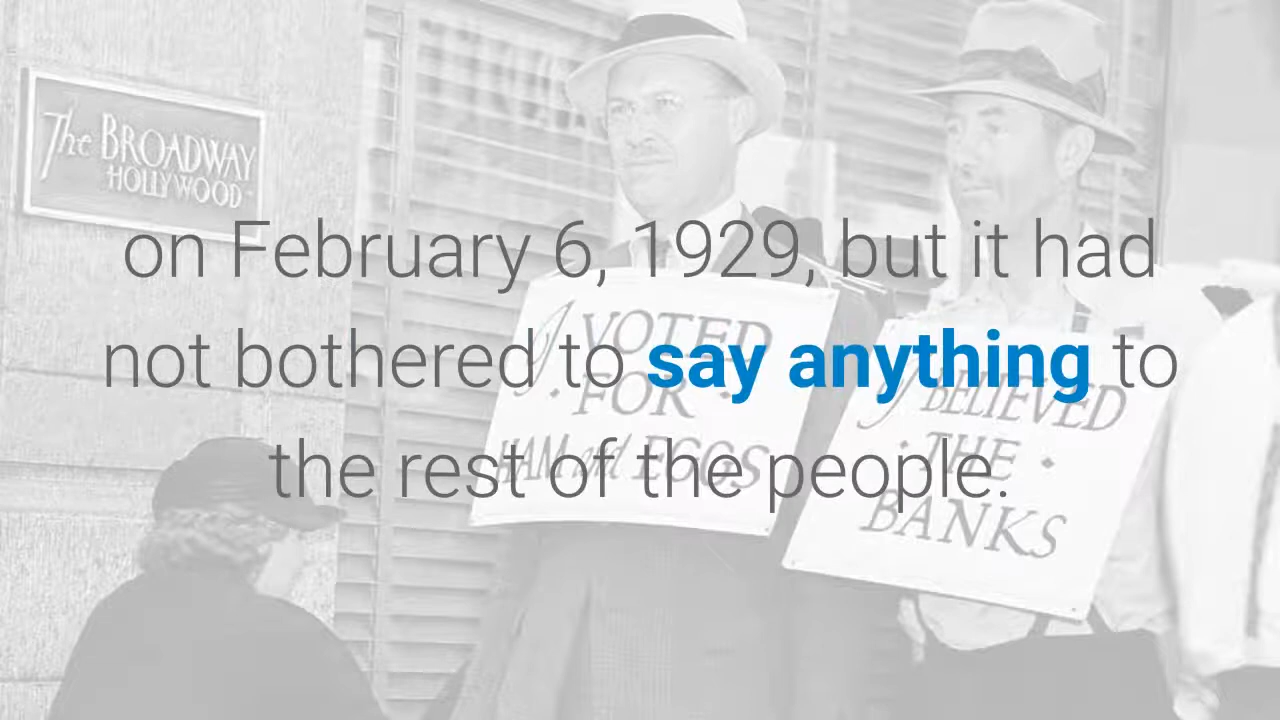 The BROADWAY
HOLLYWOOD
on February 6, 1929, but it had
not bothered to say anything to
the rest of the people.
I VOTED
FOR
HAM and EGGS
I BELIEVED
THE
BANKS